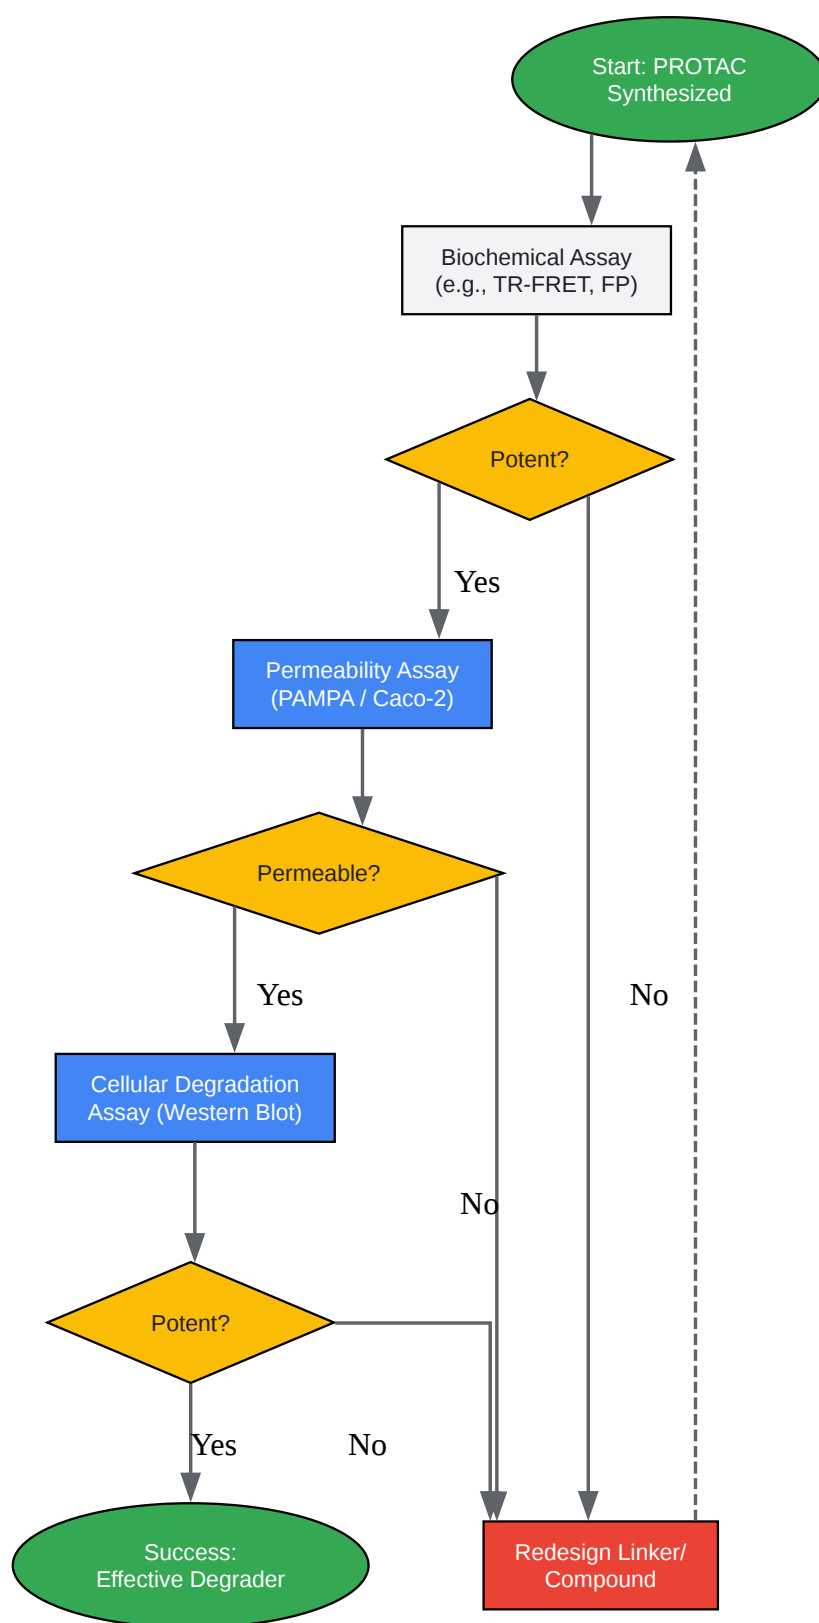 Start: PROTAC
Synthesized
Biochemical Assay
(e.g., TR-FRET, FP)
Potent?
Yes
Permeability Assay
(PAMPA / Caco-2)
Permeable?
Yes
No
Cellular Degradation
Assay (Western Blot)
No
Potent?
Yes
No
Success:
Effective Degrader
Redesign Linker/
Compound